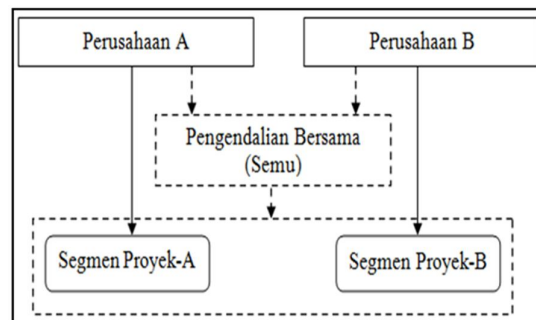 Perusahaan A
Perusahaan B
Pengendalian Bersama
(Semu)
Segmen Proyek-A
Segmen Proyek-B